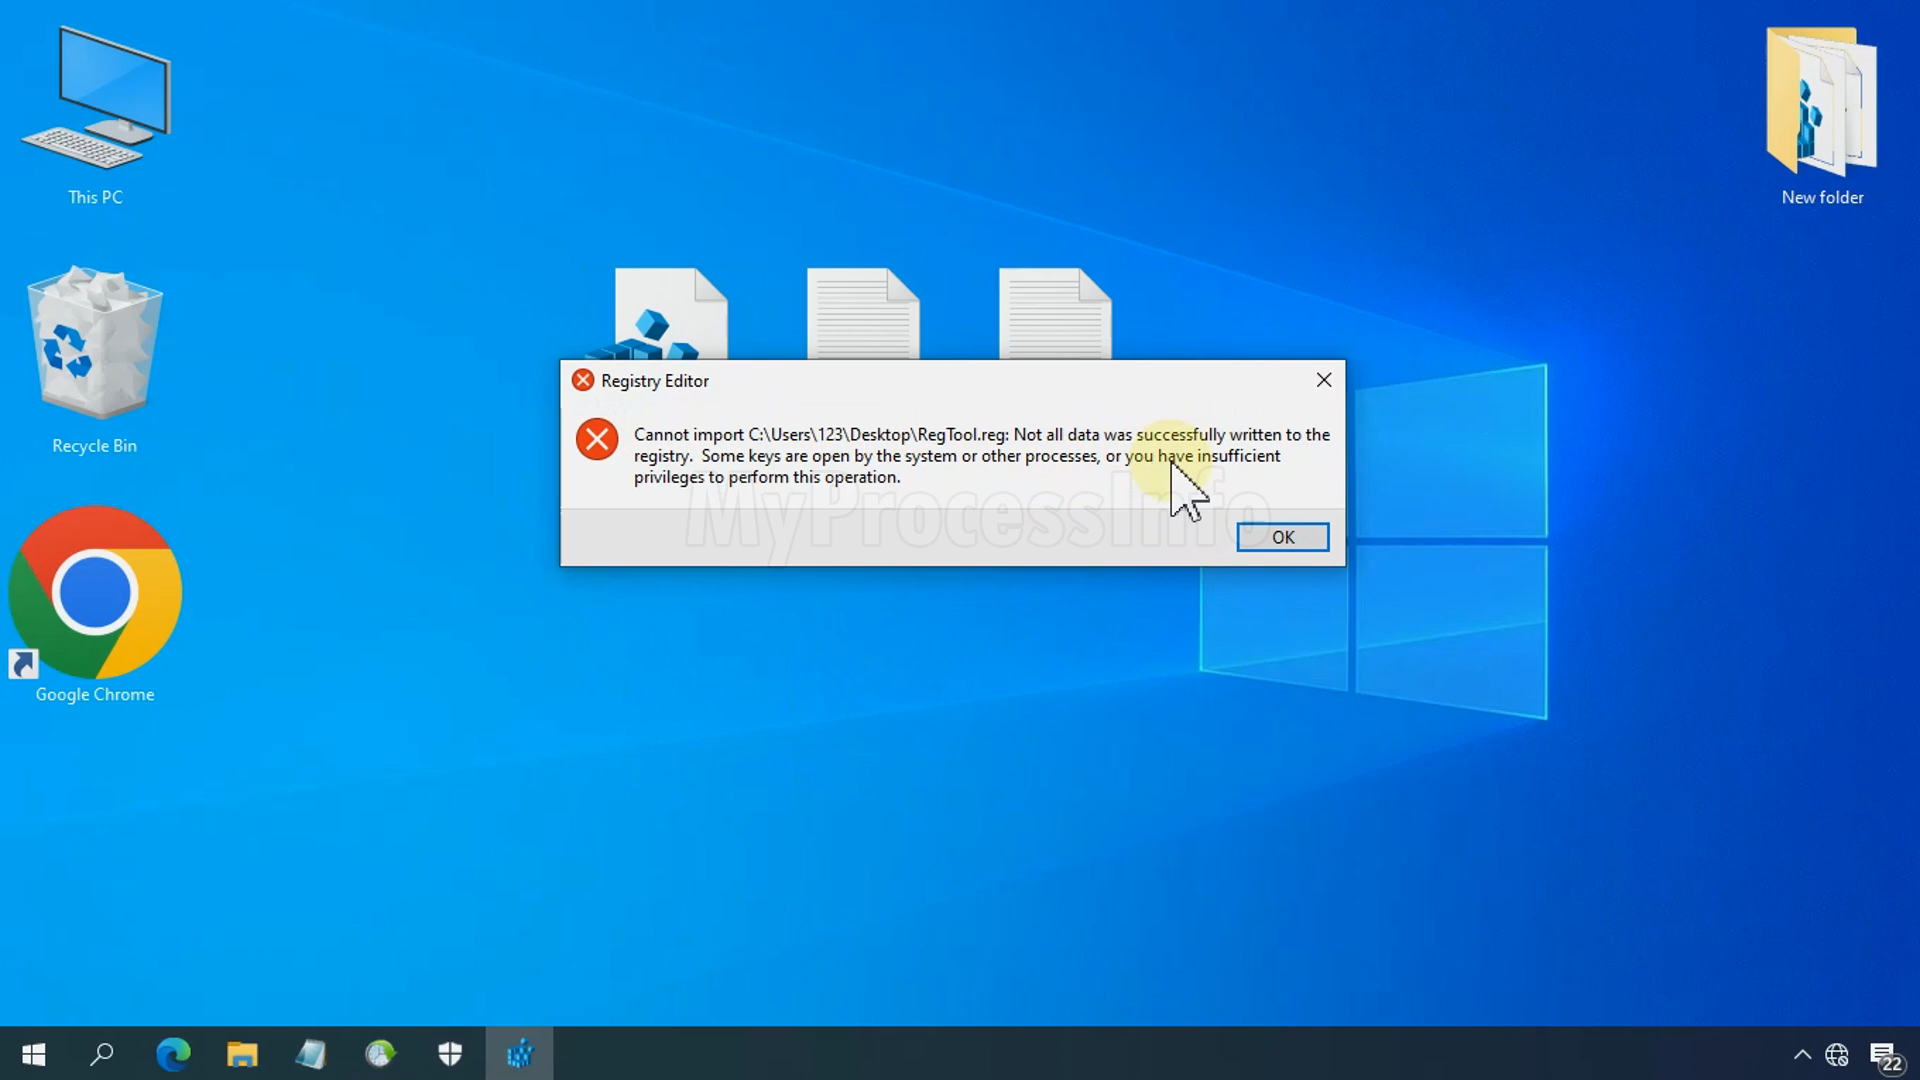 This PC
New folder
Recycle Bin
Registry Editor
Cannot import C:\Users\123\Desktop\RegTool.reg: Not all data was successfully written to the
registry.  Some keys are open by the system or other processes, or you have insufficient
privileges to perform this operation.
MyProcessInfo
OK
Google Chrome
22